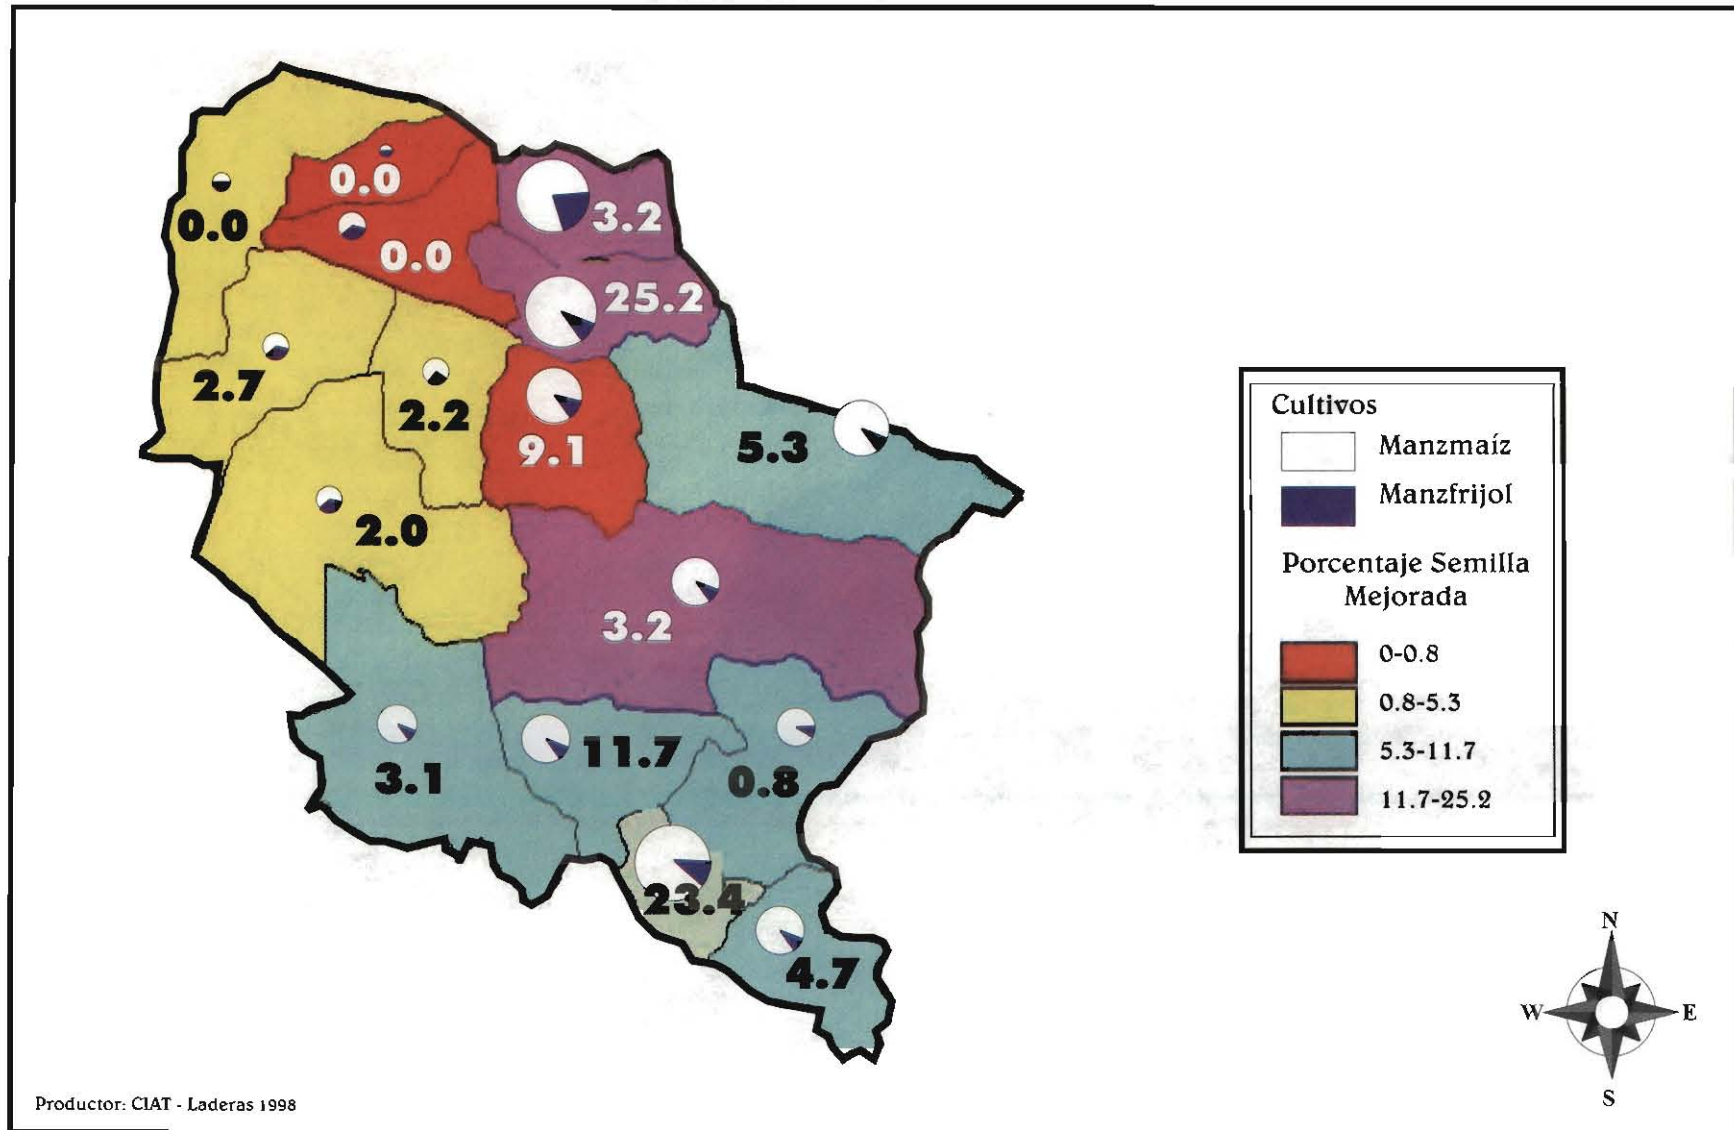 0.0
0.0
3.2
0.0
25.2
2.7
2.2
9.1
5.3
2.0
3.2
3.1
11.7
0.8
23.4
4.7
Cultivos
Manzmaíz
Manzfrijol
Porcentaje Semilla
Mejorada
0-0.8
0.8-5.3
5.3-11.7
11.7-25.2
N
W
E
S
Productor: CIAT - Laderas 1998